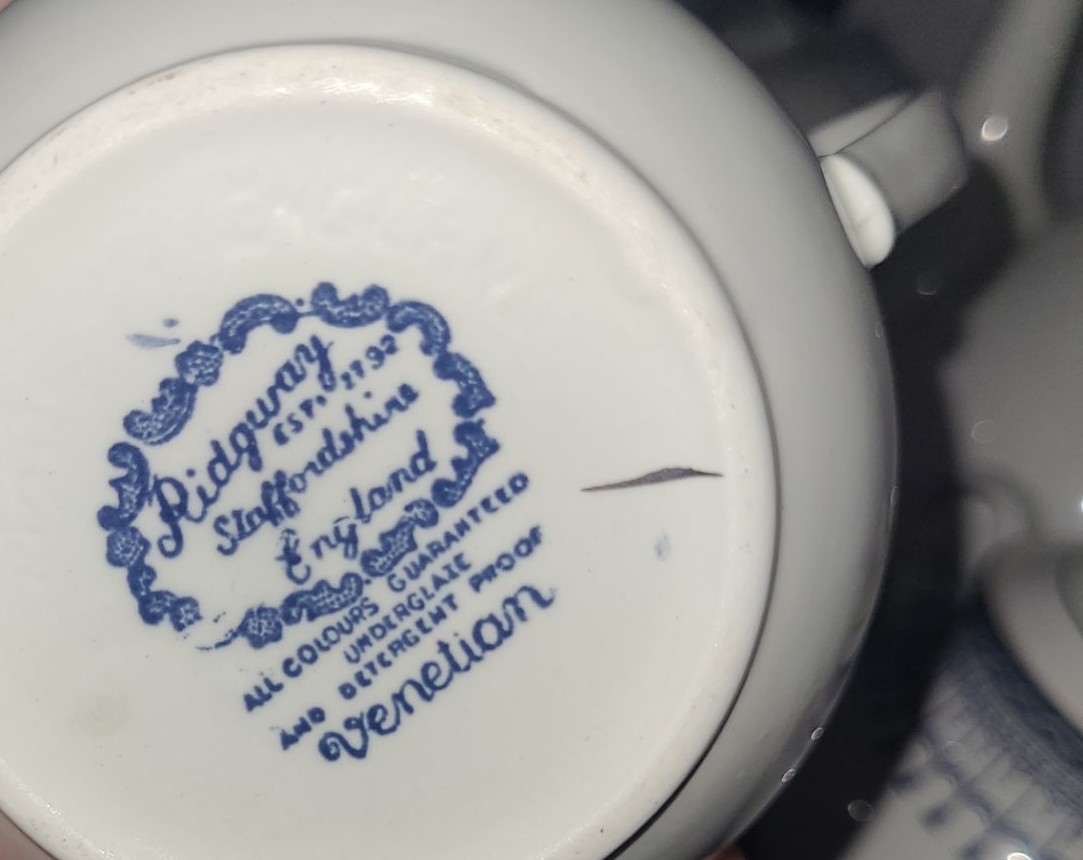 Ridgway
EST. 1792
Staffordshire
England
ALL COLOURS GUARANTEED
UNDERGLAZE
AND DETERGENT PROOF
Venetian